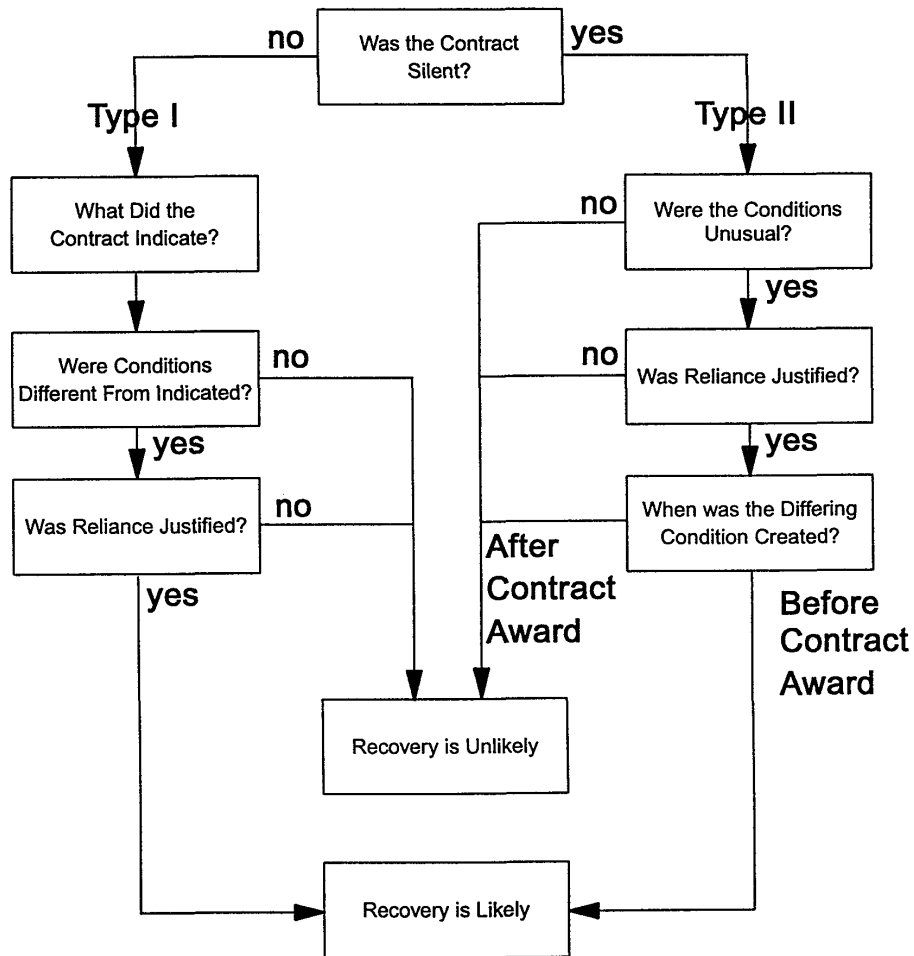 no
Was the Contract
Silent?
yes
Type I
Type II
What Did the
Contract Indicate?
no
Were the Conditions
Unusual?
yes
Were Conditions
Different From Indicated?
no
no
Was Reliance Justified?
yes
yes
Was Reliance Justified?
no
When was the Differing
Condition Created?
yes
After
Contract
Award
Before
Contract
Award
Recovery is Unlikely
Recovery is Likely